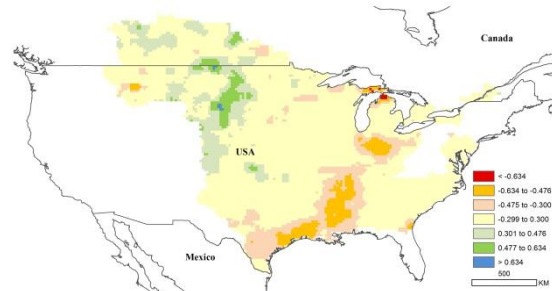 Canada
USA
Mexico
< -0.634
-0.634 to -0.476
-0.475 to -0.300
-0.299 to 0.300
0.301 to 0.476
0.477 to 0.634
> 0.634
500
KM